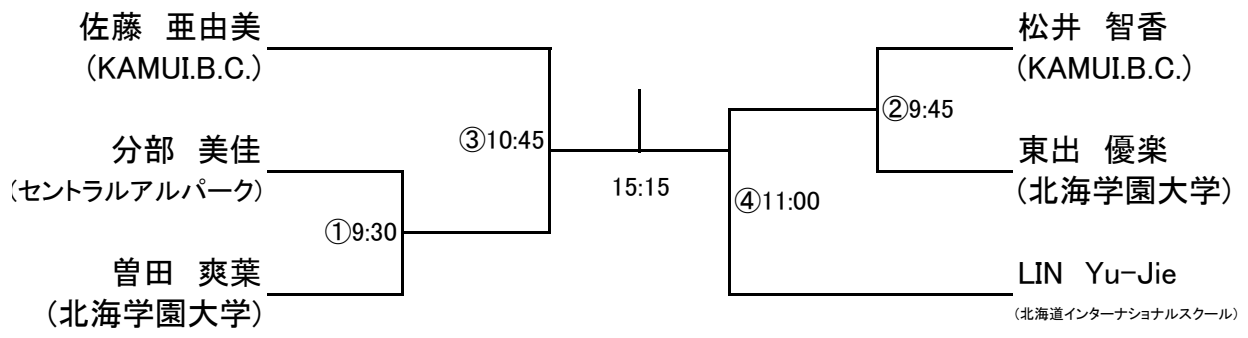 佐藤　亜由美
(KAMUI.B.C.)
分部　美佳
(セントラルアルパーク)
曽田　爽葉
(北海学園大学)
①9:30
③10:45
15:15
④11:00
②9:45
松井　智香
(KAMUI.B.C.)
東出　優楽
(北海学園大学)
LIN　Yu-Jie
(北海道インターナショナルスクール)